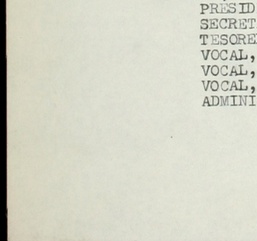 PRESID
SECRET
TESORE
VOCAL,
VOCAL,
VOCAL,
ADMINI